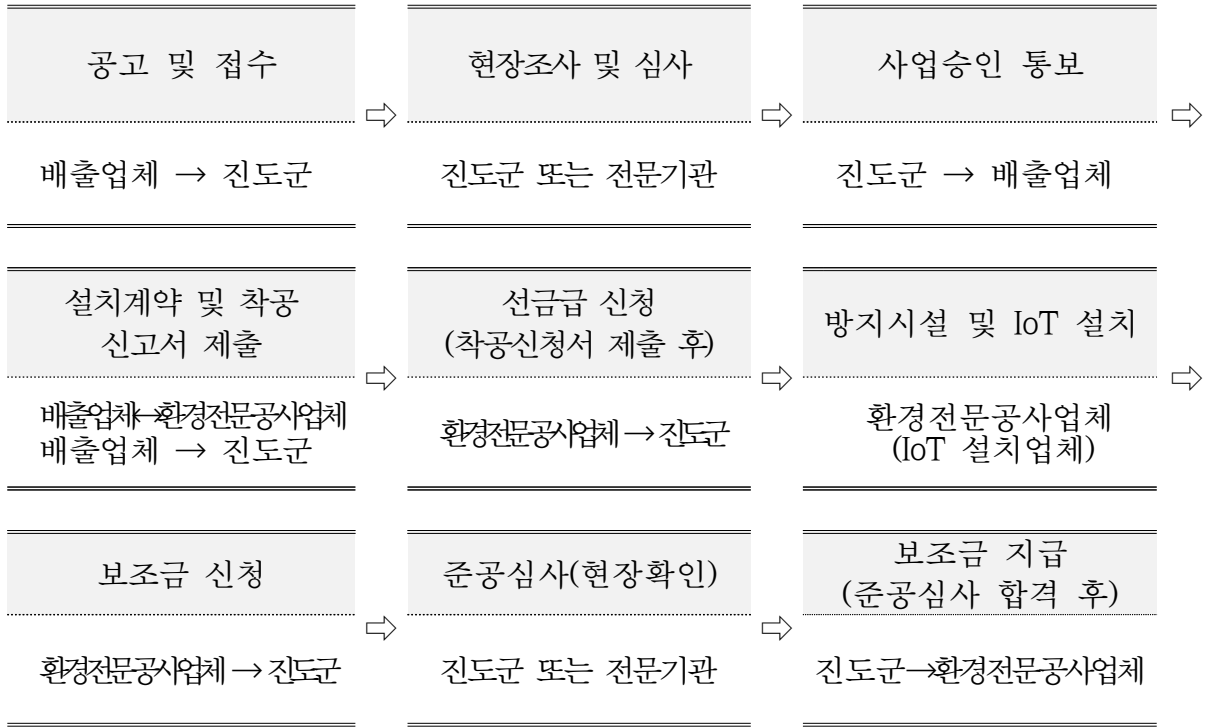 공고 및 접수
배출업체 → 진도군
⇨
현장조사 및 심사
진도군 또는 전문기관
⇨
사업승인 통보
진도군 → 배출업체
⇨
설치계약 및 착공
신고서 제출
배출업체↔환경전문공사업체
배출업체 → 진도군
⇨
선금급 신청
(착공신청서 제출 후)
환경전문공사업체 → 진도군
⇨
방지시설 및 IoT 설치
환경전문공사업체
(IoT 설치업체)
⇨
보조금 신청
환경전문공사업체 → 진도군
⇨
준공심사(현장확인)
진도군 또는 전문기관
⇨
보조금 지급
(준공심사 합격 후)
진도군→환경전문공사업체